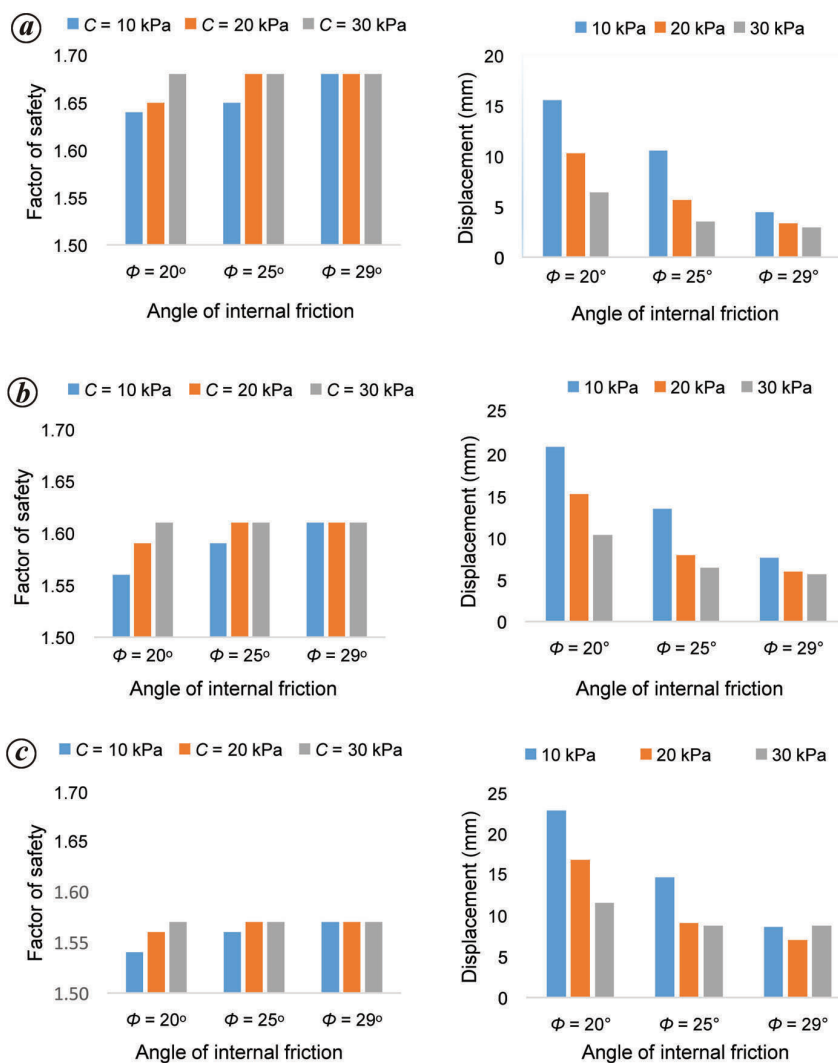 a
C = 10 kPa C = 20 kPa C = 30 kPa
1.70
1.65
1.60
1.55
1.50
Factor of safety
Φ = 20° Φ = 25° Φ = 29°
Angle of internal friction
10 kPa 20 kPa 30 kPa
20
15
10
5
0
Displacement (mm)
Φ = 20° Φ = 25° Φ = 29°
Angle of internal friction
b
C = 10 kPa C = 20 kPa C = 30 kPa
1.70
1.65
1.60
1.55
1.50
Factor of safety
Φ = 20° Φ = 25° Φ = 29°
Angle of internal friction
10 kPa 20 kPa 30 kPa
25
20
15
10
5
0
Displacement (mm)
Φ = 20° Φ = 25° Φ = 29°
Angle of internal friction
c
C = 10 kPa C = 20 kPa C = 30 kPa
1.70
1.65
1.60
1.55
1.50
Factor of safety
Φ = 20° Φ = 25° Φ = 29°
Angle of internal friction
10 kPa 20 kPa 30 kPa
25
20
15
10
5
0
Displacement (mm)
Φ = 20° Φ = 25° Φ = 29°
Angle of internal friction